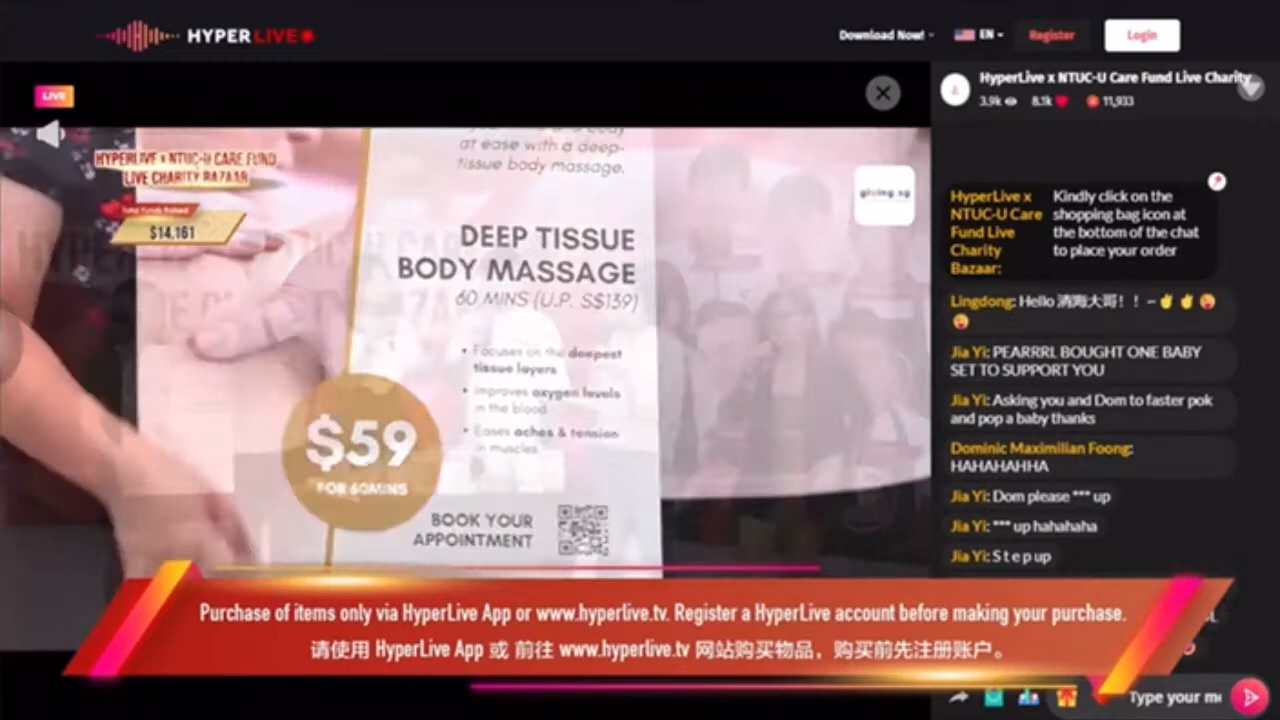 HYPERLIVE
Download Now!
EN
Register
Login
LIVE
HyperLive x NTUC-U Care Fund Live Charity
3.9k
8.1k
11,933
HYPERLIVE x NTUC-U CARE FUND
LIVE CHARITY BAZAAR
Total Funds Raised
$14,161
at ease with a deep-
tissue body massage.
giving.sg
DEEP TISSUE
BODY MASSAGE
60 MINS (U.P. S$139)
• Focuses on the deepest
tissue layers
• Improves oxygen levels
in the blood
• Eases aches & tension
in muscles
$59
FOR 60MINS
BOOK YOUR
APPOINTMENT
HyperLive x
NTUC-U Care
Fund Live
Charity
Bazaar:
Kindly click on the
shopping bag icon at
the bottom of the chat
to place your order
Lingdong: Hello 消海大哥！！~
Jia Yi: PEARRRL BOUGHT ONE BABY
SET TO SUPPORT YOU
Jia Yi: Asking you and Dom to faster pok
and pop a baby thanks
Dominic Maximilian Foong:
HAHAHAHHA
Jia Yi: Dom please *** up
Jia Yi: *** up hahahaha
Jia Yi: S t e p up
Purchase of items only via HyperLive App or www.hyperlive.tv. Register a HyperLive account before making your purchase.
请使用 HyperLive App 或 前往 www.hyperlive.tv 网站购买物品，购买前先注册账户。
Type your me